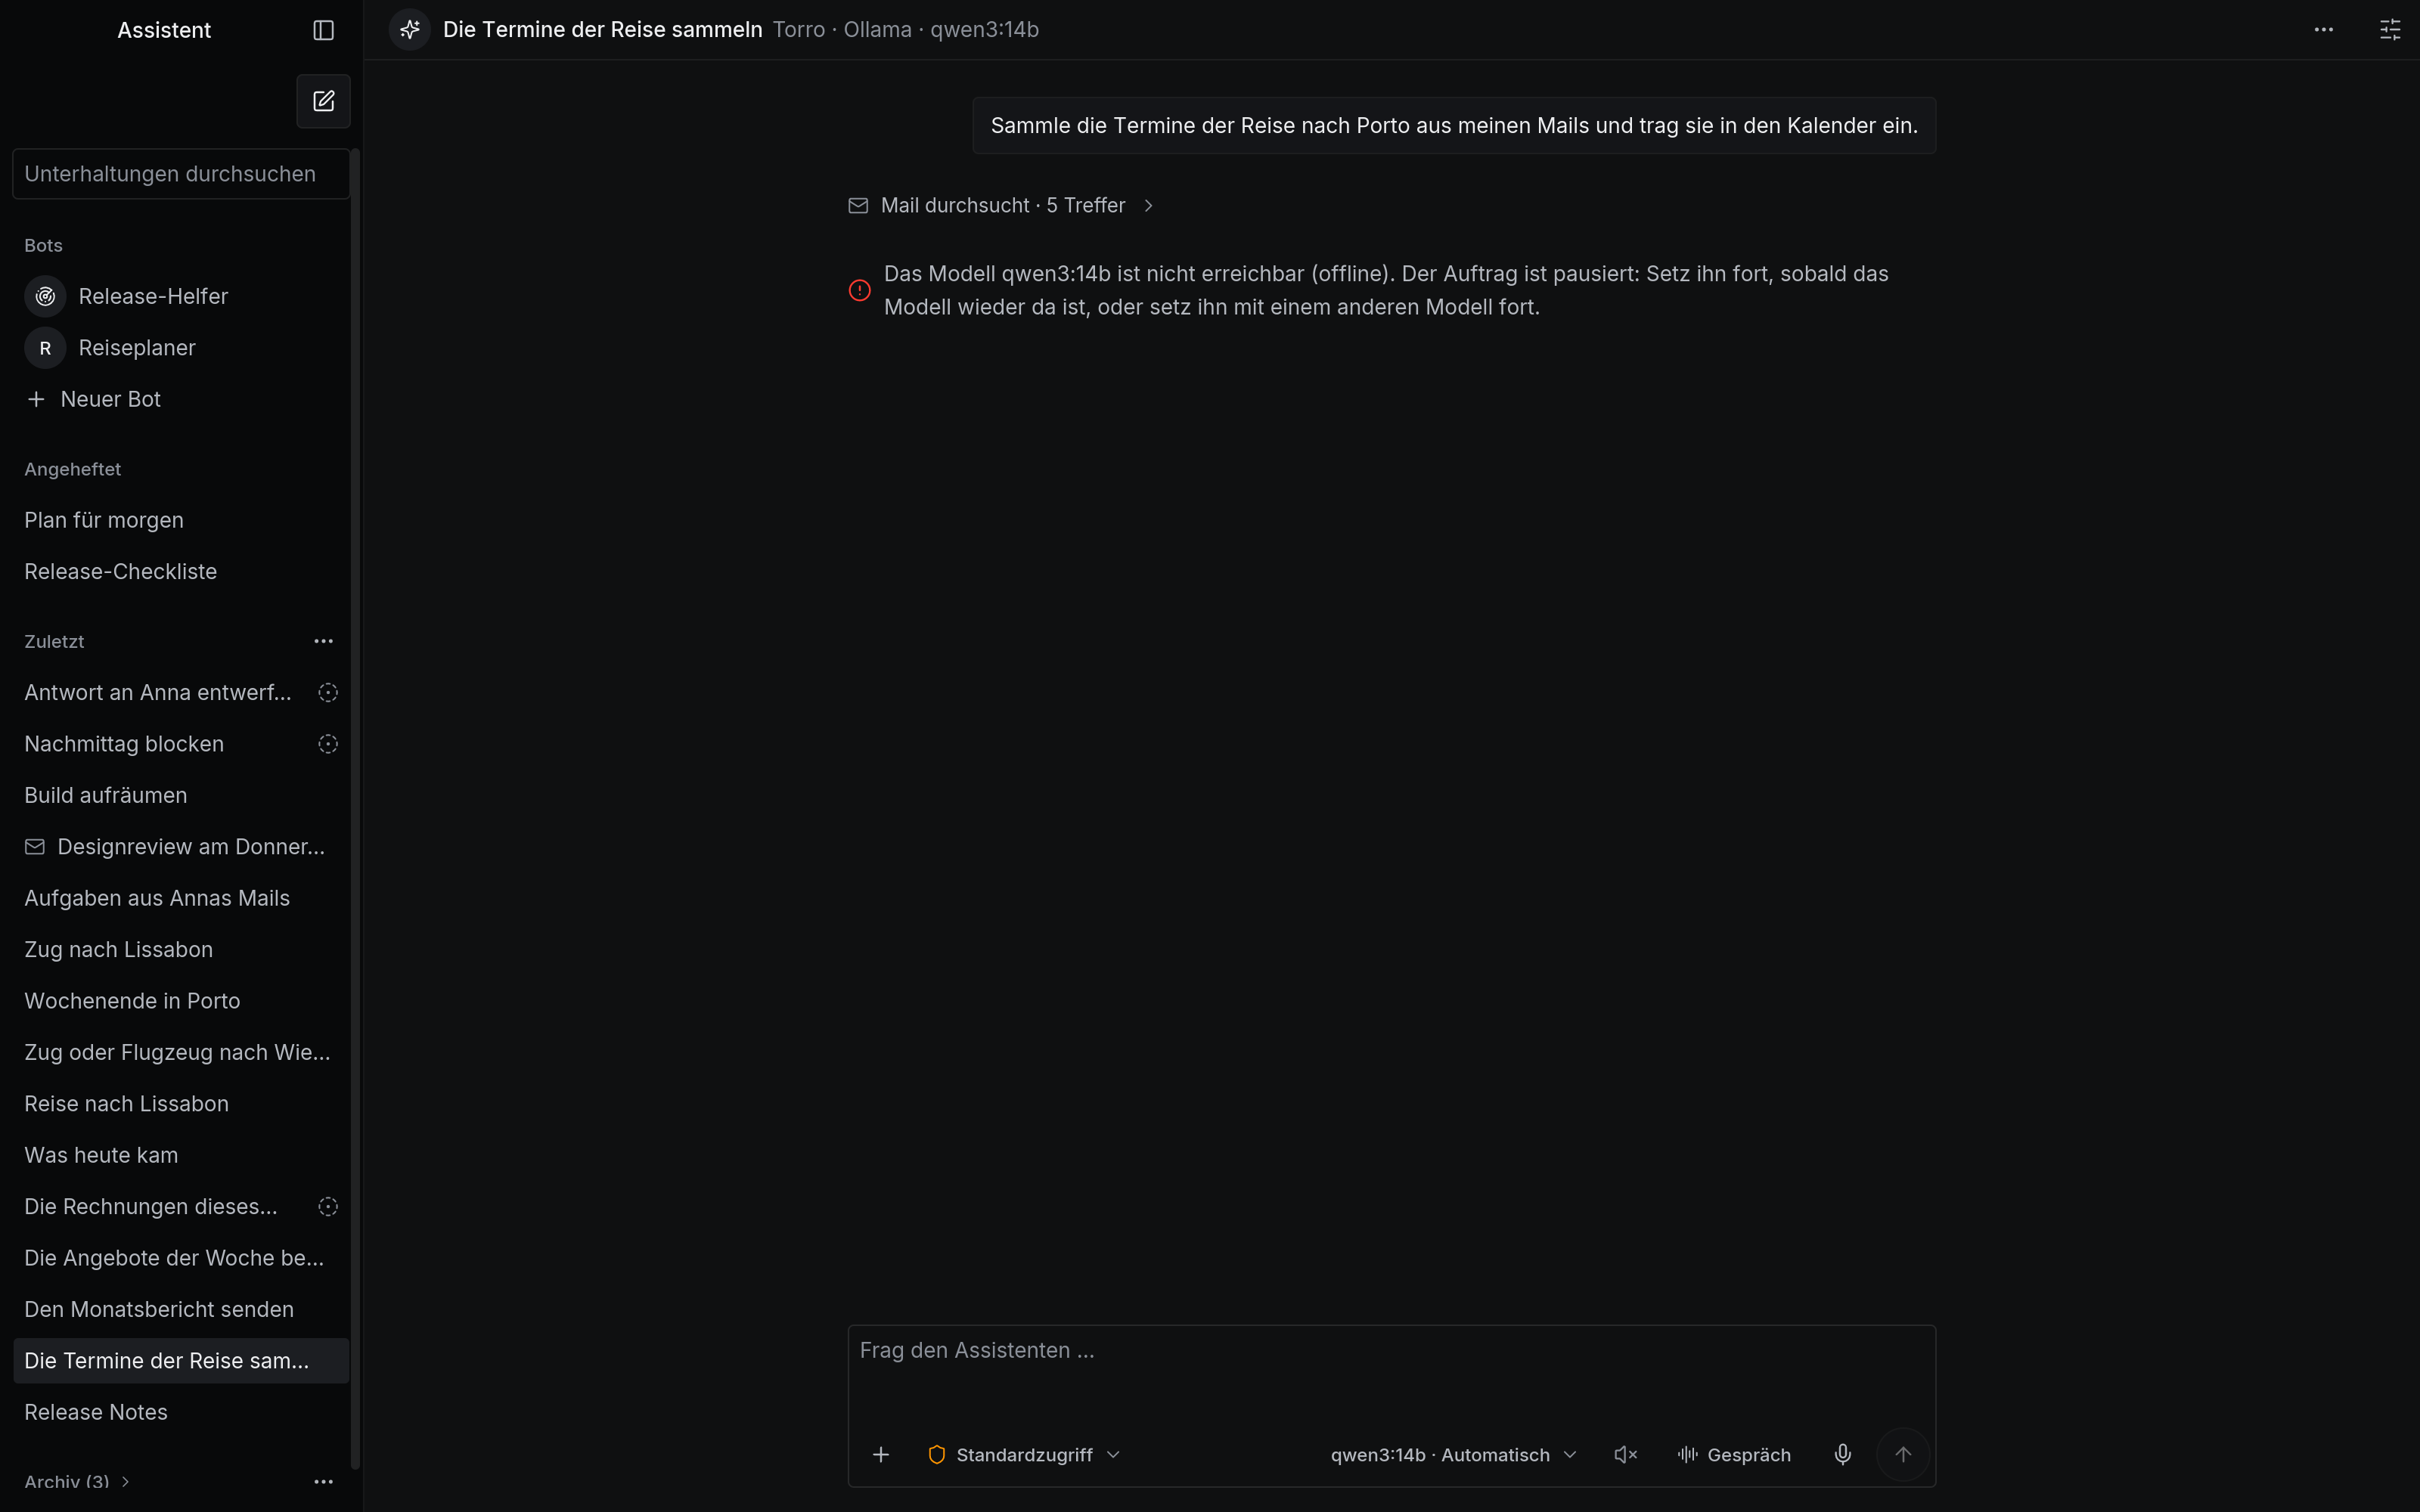 Assistent
Unterhaltungen durchsuchen
Bots
Release-Helfer
R Reiseplaner
Neuer Bot
Angeheftet
Plan für morgen
Release-Checkliste
Zuletzt
Antwort an Anna entwerf...
Nachmittag blocken
Build aufräumen
Designreview am Donner...
Aufgaben aus Annas Mails
Zug nach Lissabon
Wochenende in Porto
Zug oder Flugzeug nach Wie...
Reise nach Lissabon
Was heute kam
Die Rechnungen dieses...
Die Angebote der Woche be...
Den Monatsbericht senden
Die Termine der Reise sam...
Release Notes
Archiv (3)
Die Termine der Reise sammeln Torro · Ollama · qwen3:14b
Sammle die Termine der Reise nach Porto aus meinen Mails und trag sie in den Kalender ein.
Mail durchsucht · 5 Treffer
Das Modell qwen3:14b ist nicht erreichbar (offline). Der Auftrag ist pausiert: Setz ihn fort, sobald das
Modell wieder da ist, oder setz ihn mit einem anderen Modell fort.
Frag den Assistenten ...
Standardzugriff qwen3:14b · Automatisch Gespräch